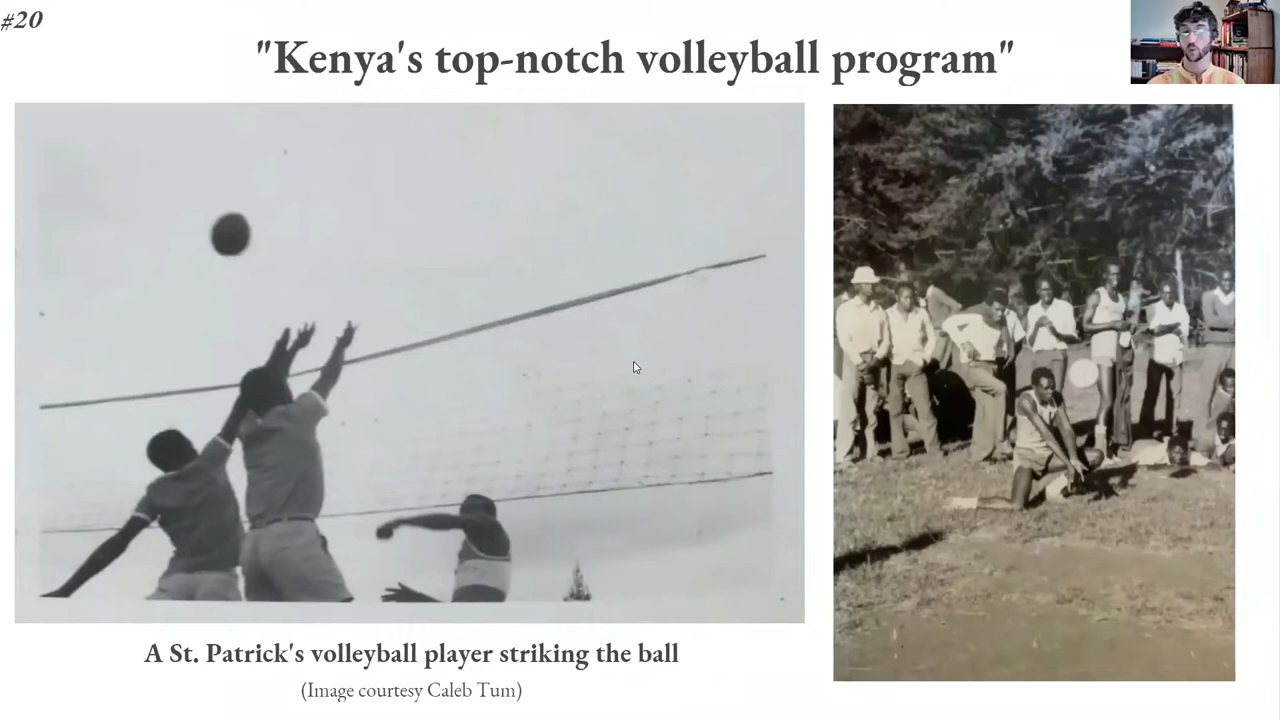 #20
"Kenya's top-notch volleyball program"
A St. Patrick's volleyball player striking the ball
(Image courtesy Caleb Tum)